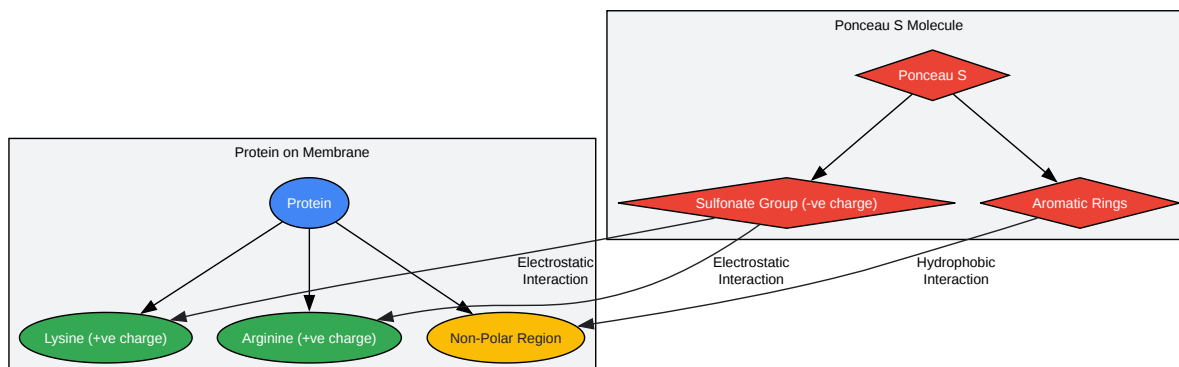 Ponceau S Molecule
Ponceau S
Protein on Membrane
Protein
Sulfonate Group (-ve charge)
Aromatic Rings
Electrostatic
Interaction
Electrostatic
Interaction
Hydrophobic
Interaction
Lysine (+ve charge)
Arginine (+ve charge)
Non-Polar Region